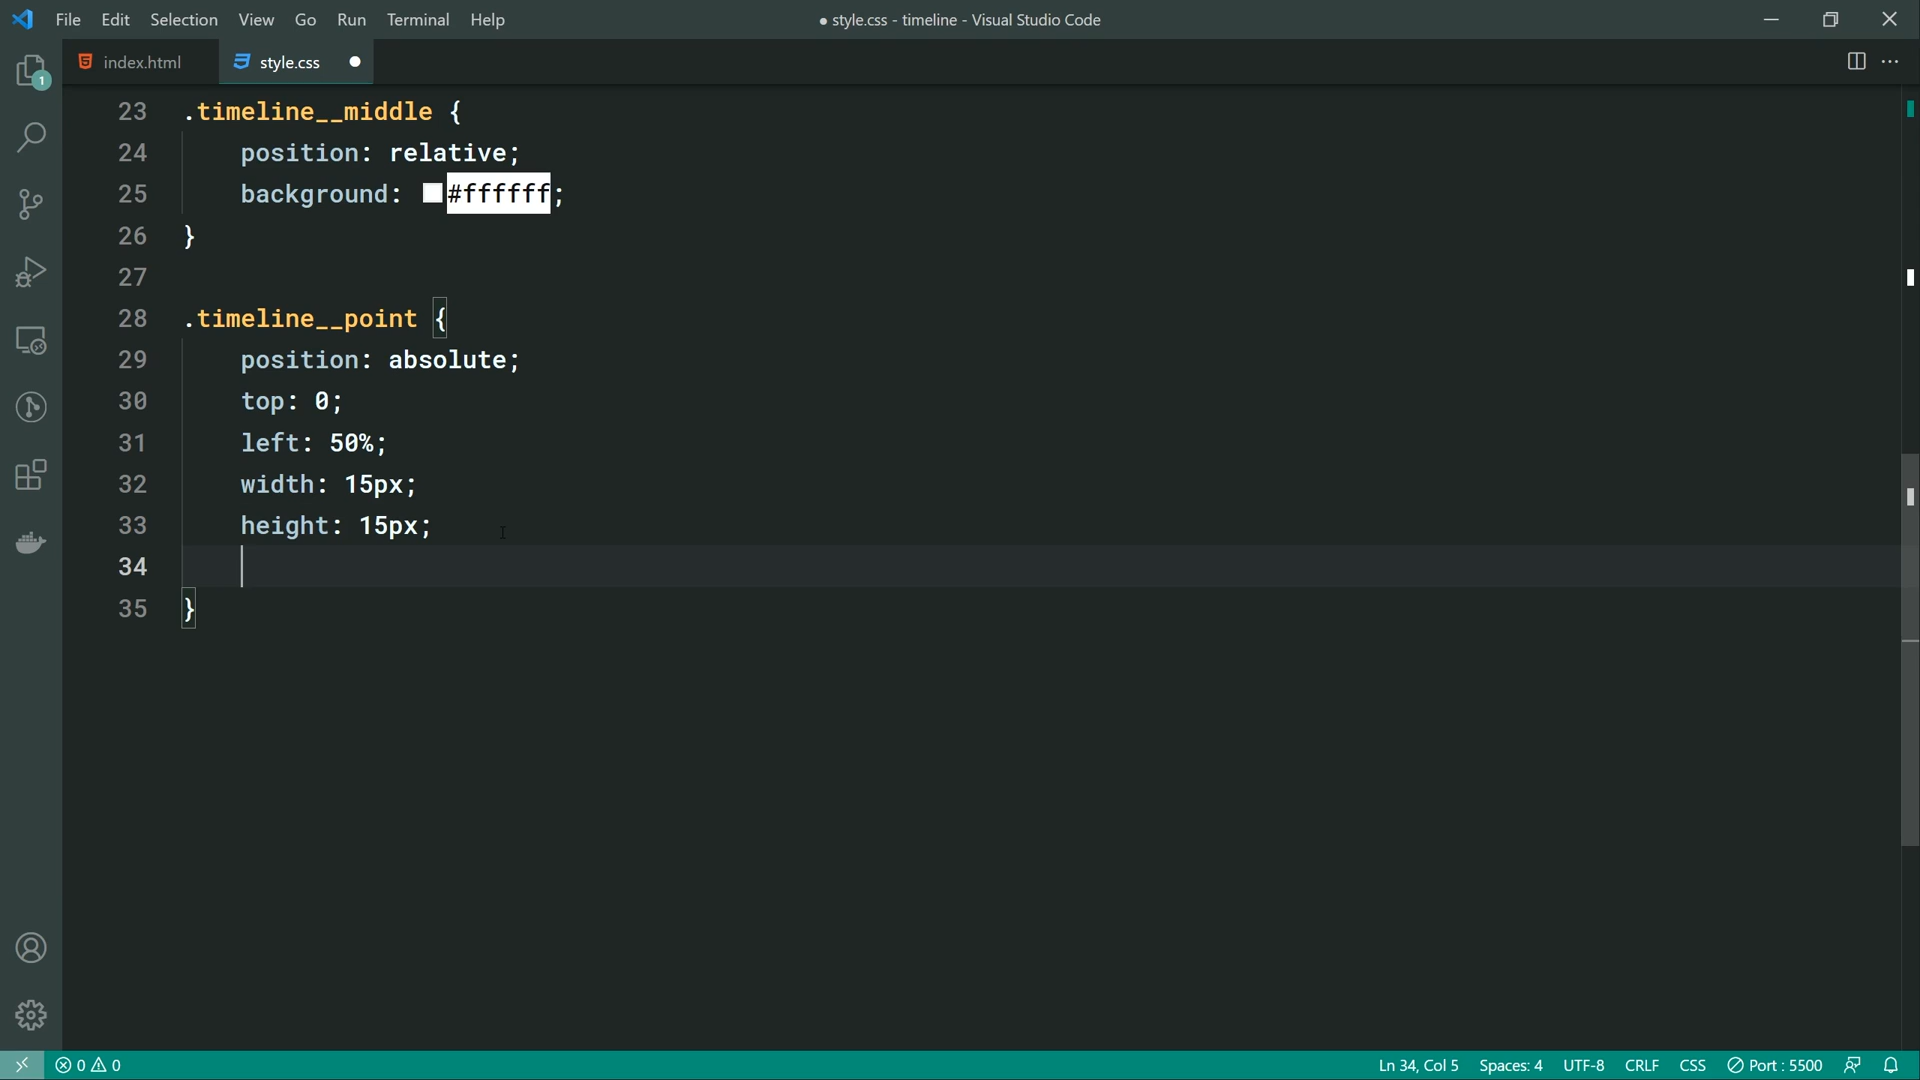 File Edit Selection View Go Run Terminal Help
● style.css - timeline - Visual Studio Code
index.html
style.css ●
1
23 .timeline__middle {
24 position: relative;
25 background: #ffffff;
26 }
27
28 .timeline__point {
29 position: absolute;
30 top: 0;
31 left: 50%;
32 width: 15px;
33 height: 15px;
34
35 }
0 0
Ln 34, Col 5 Spaces: 4 UTF-8 CRLF CSS Port : 5500